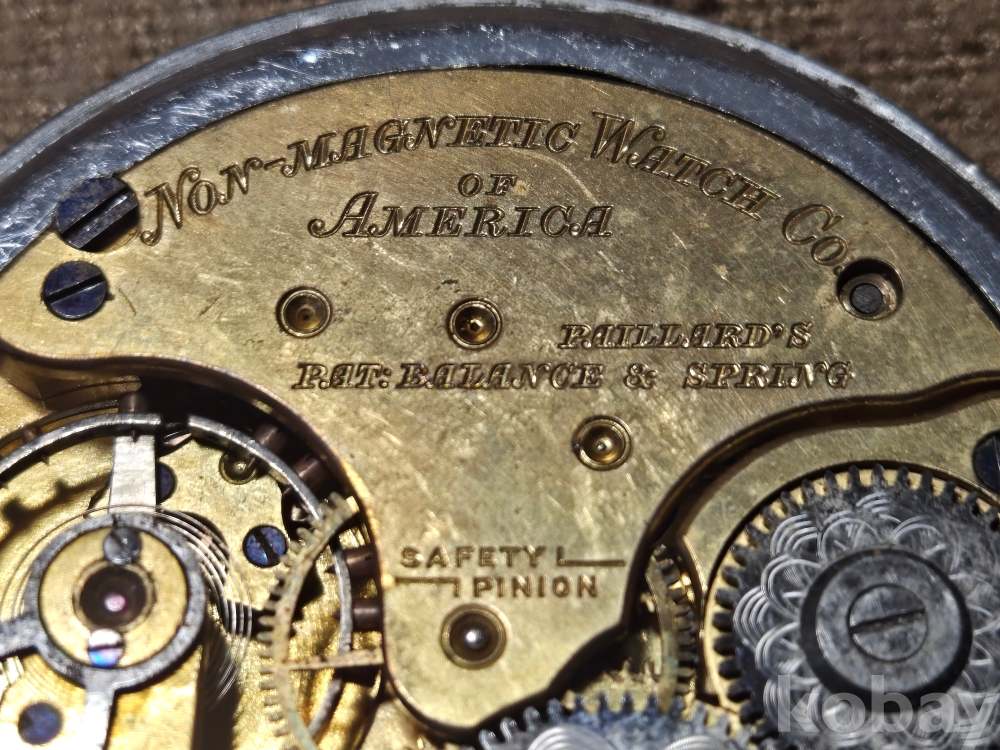 NON-MAGNETIC WATCH CO.
OF
AMERICA
PAILLARD'S
PAT: BALANCE & SPRING
SAFETY
PINION
kobay